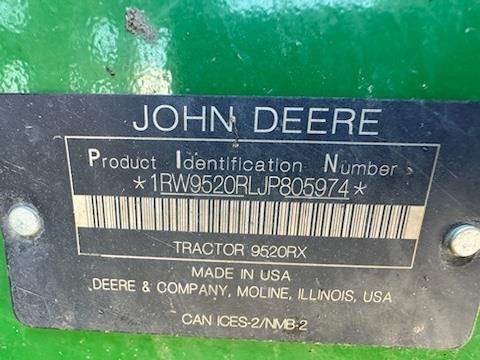 JOHN DEERE
Product Identification Number
*1RW9520RLJP805974*
TRACTOR 9520RX
MADE IN USA
DEERE & COMPANY, MOLINE, ILLINOIS, USA
CAN ICES-2/NMB-2